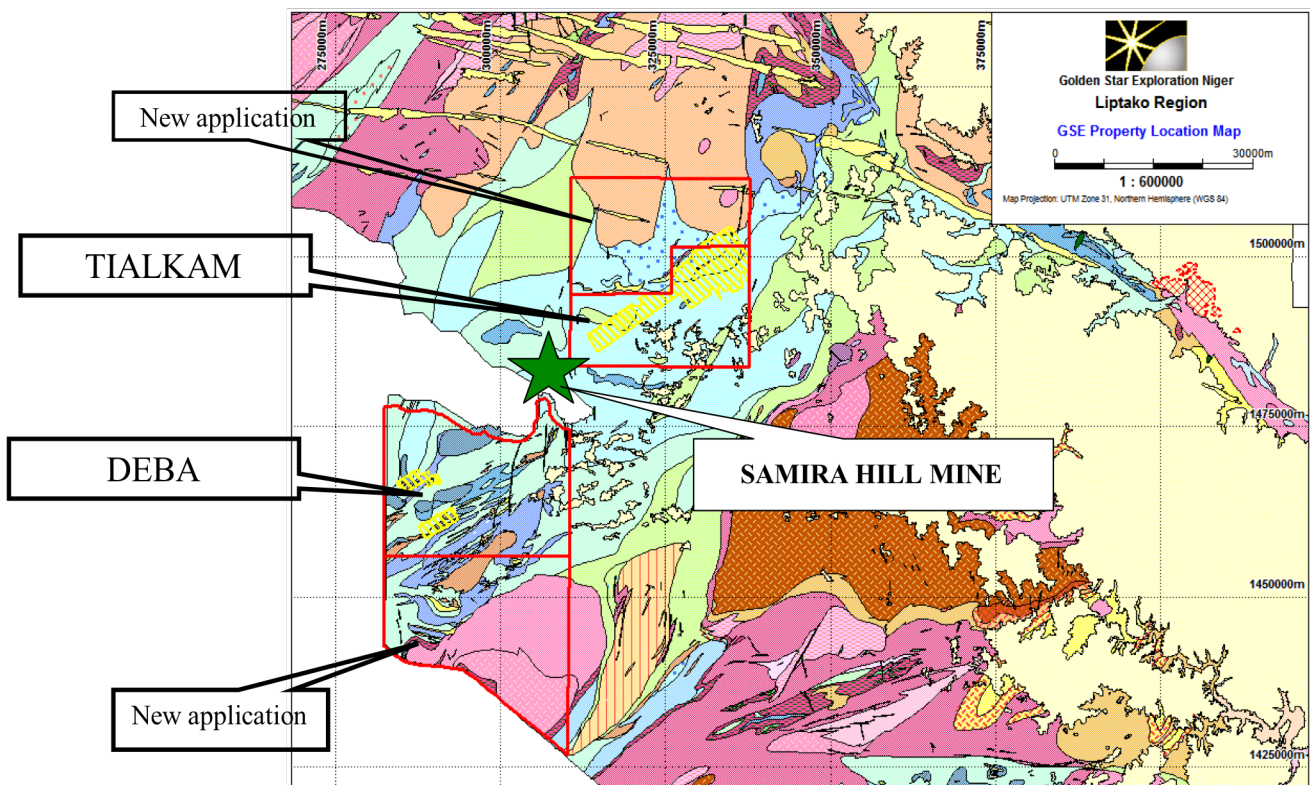 275000m
300000m
325000m
350000m
375000m
Golden Star Exploration Niger
Liptako Region
GSE Property Location Map
0 30000m
1 : 600000
Map Projection: UTM Zone 31, Northern Hemisphere (WGS 84)
New application
TIALKAM
1500000m
1475000m
DEBA
SAMIRA HILL MINE
1450000m
New application
1425000m